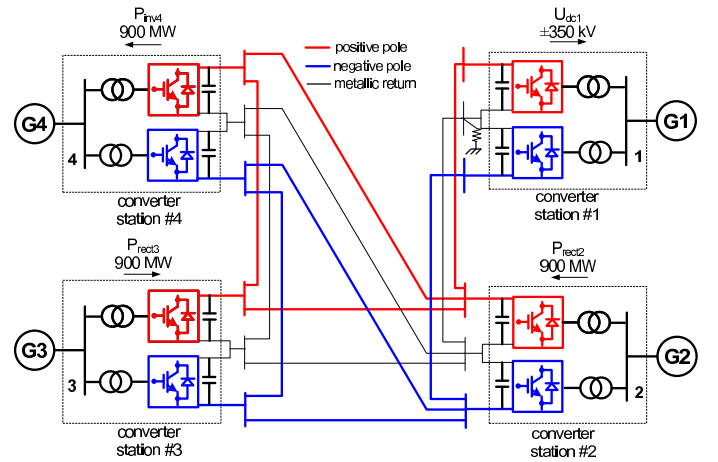 P_inv4
900 MW
U_dc1
±350 kV
positive pole
negative pole
metallic return
G4
4
G1
1
converter
station #4
converter
station #1
P_rect3
900 MW
P_rect2
900 MW
G3
3
G2
2
converter
station #3
converter
station #2